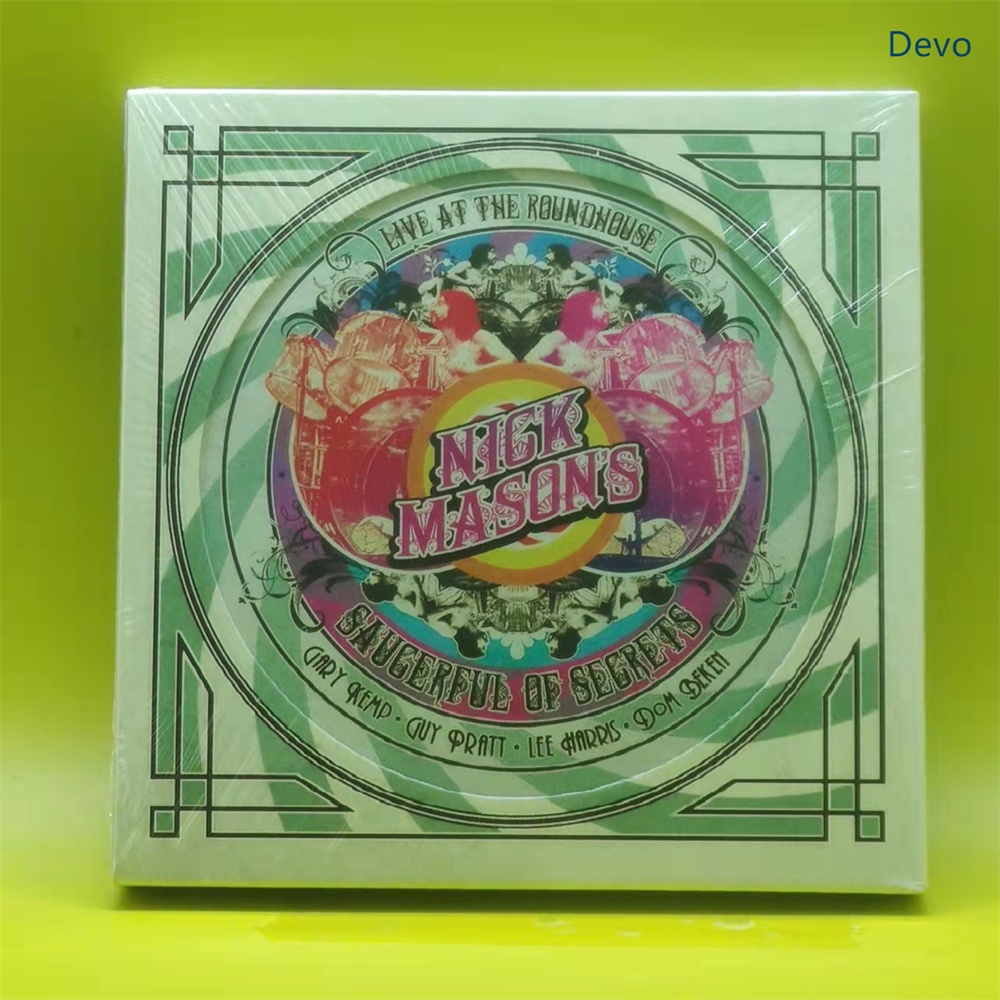 Devo
LIVE AT THE ROUNDHOUSE
NICK
MASON'S
SAUCERFUL OF SECRETS
GARY KEMP · GUY PRATT · LEE HARRIS · DOM BEKEN